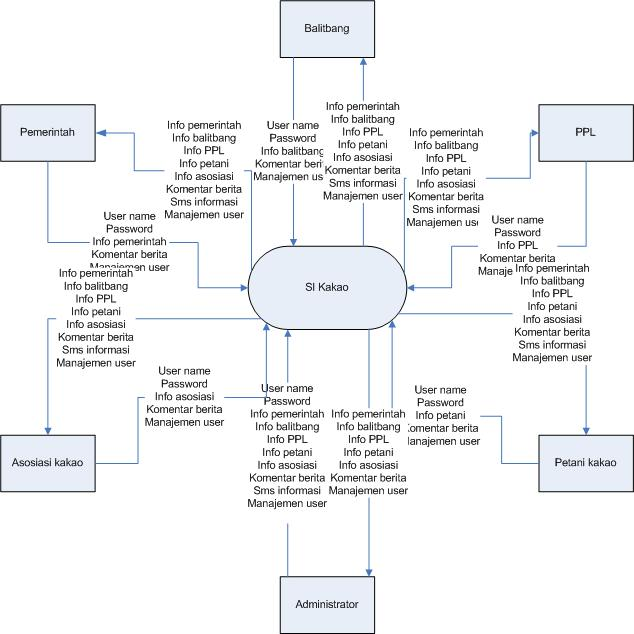 Balitbang
Pemerintah
PPL
Info pemerintah
Info balitbang
Info PPL
Info petani
Info asosiasi
Komentar berita
Sms informasi
Manajemen user
User name
Password
Info balitbang
Komentar beri
Manajemen us
Info pemerintah
Info balitbang
Info PPL
Info petani
Info asosiasi
Komentar berita
Sms informasi
Manajemen user
Info pemerintah
Info balitbang
Info PPL
Info petani
Info asosiasi
Komentar berita
Sms informasi
Manajemen us
User name
Password
Info pemerintah
Komentar berita
Manajemen user
User name
Password
Info PPL
Komentar berita
Manaje
SI Kakao
Info pemerintah
Info balitbang
Info PPL
Info petani
Info asosiasi
Komentar berita
Sms informasi
Manajemen user
Info pemerintah
Info balitbang
Info PPL
Info petani
Info asosiasi
Komentar berita
Sms informasi
Manajemen user
User name
Password
Info asosiasi
Komentar berita
Manajemen user
User name
Password
Info pemerintah
Info balitbang
Info PPL
Info petani
Info asosiasi
Komentar berita
Sms informasi
Manajemen user
Info pemerintah
Info balitbang
Info PPL
Info petani
Info asosiasi
Komentar berita
Manajemen user
User name
Password
Info petani
Komentar berita
Manajemen user
Asosiasi kakao
Petani kakao
Administrator